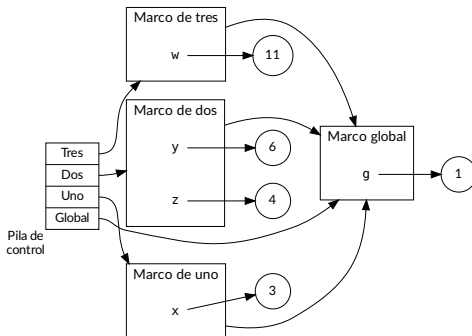 Marco de tres
w
11
Marco de dos
y
6
z
4
Marco global
g
1
Tres
Dos
Uno
Global
Pila de
control
Marco de uno
x
3